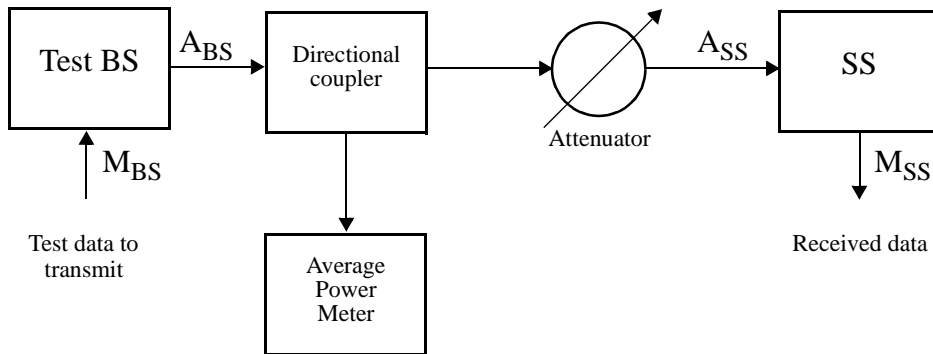 Test BS
A_BS
Directional
coupler
A_SS
SS
Attenuator
M_BS
M_SS
Test data to
transmit
Average
Power
Meter
Received data